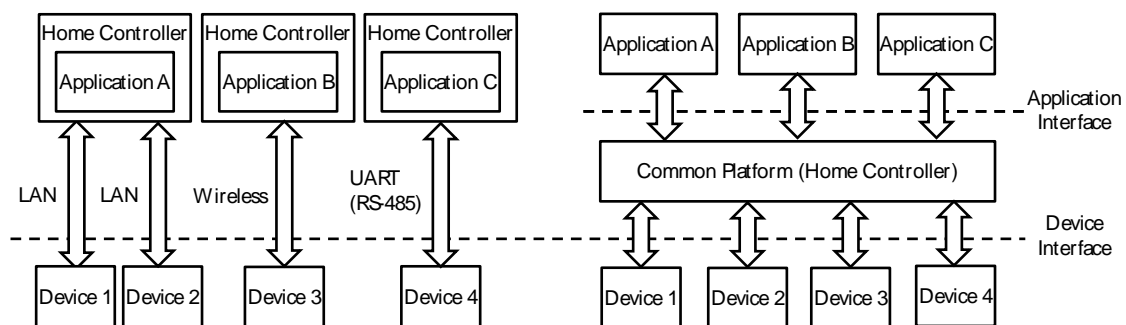 Home Controller
Application A
Home Controller
Application B
Home Controller
Application C
LAN
LAN
Wireless
UART
(RS-485)
Device 1
Device 2
Device 3
Device 4
Application A
Application B
Application C
Application
Interface
Common Platform (Home Controller)
Device
Interface
Device 1
Device 2
Device 3
Device 4